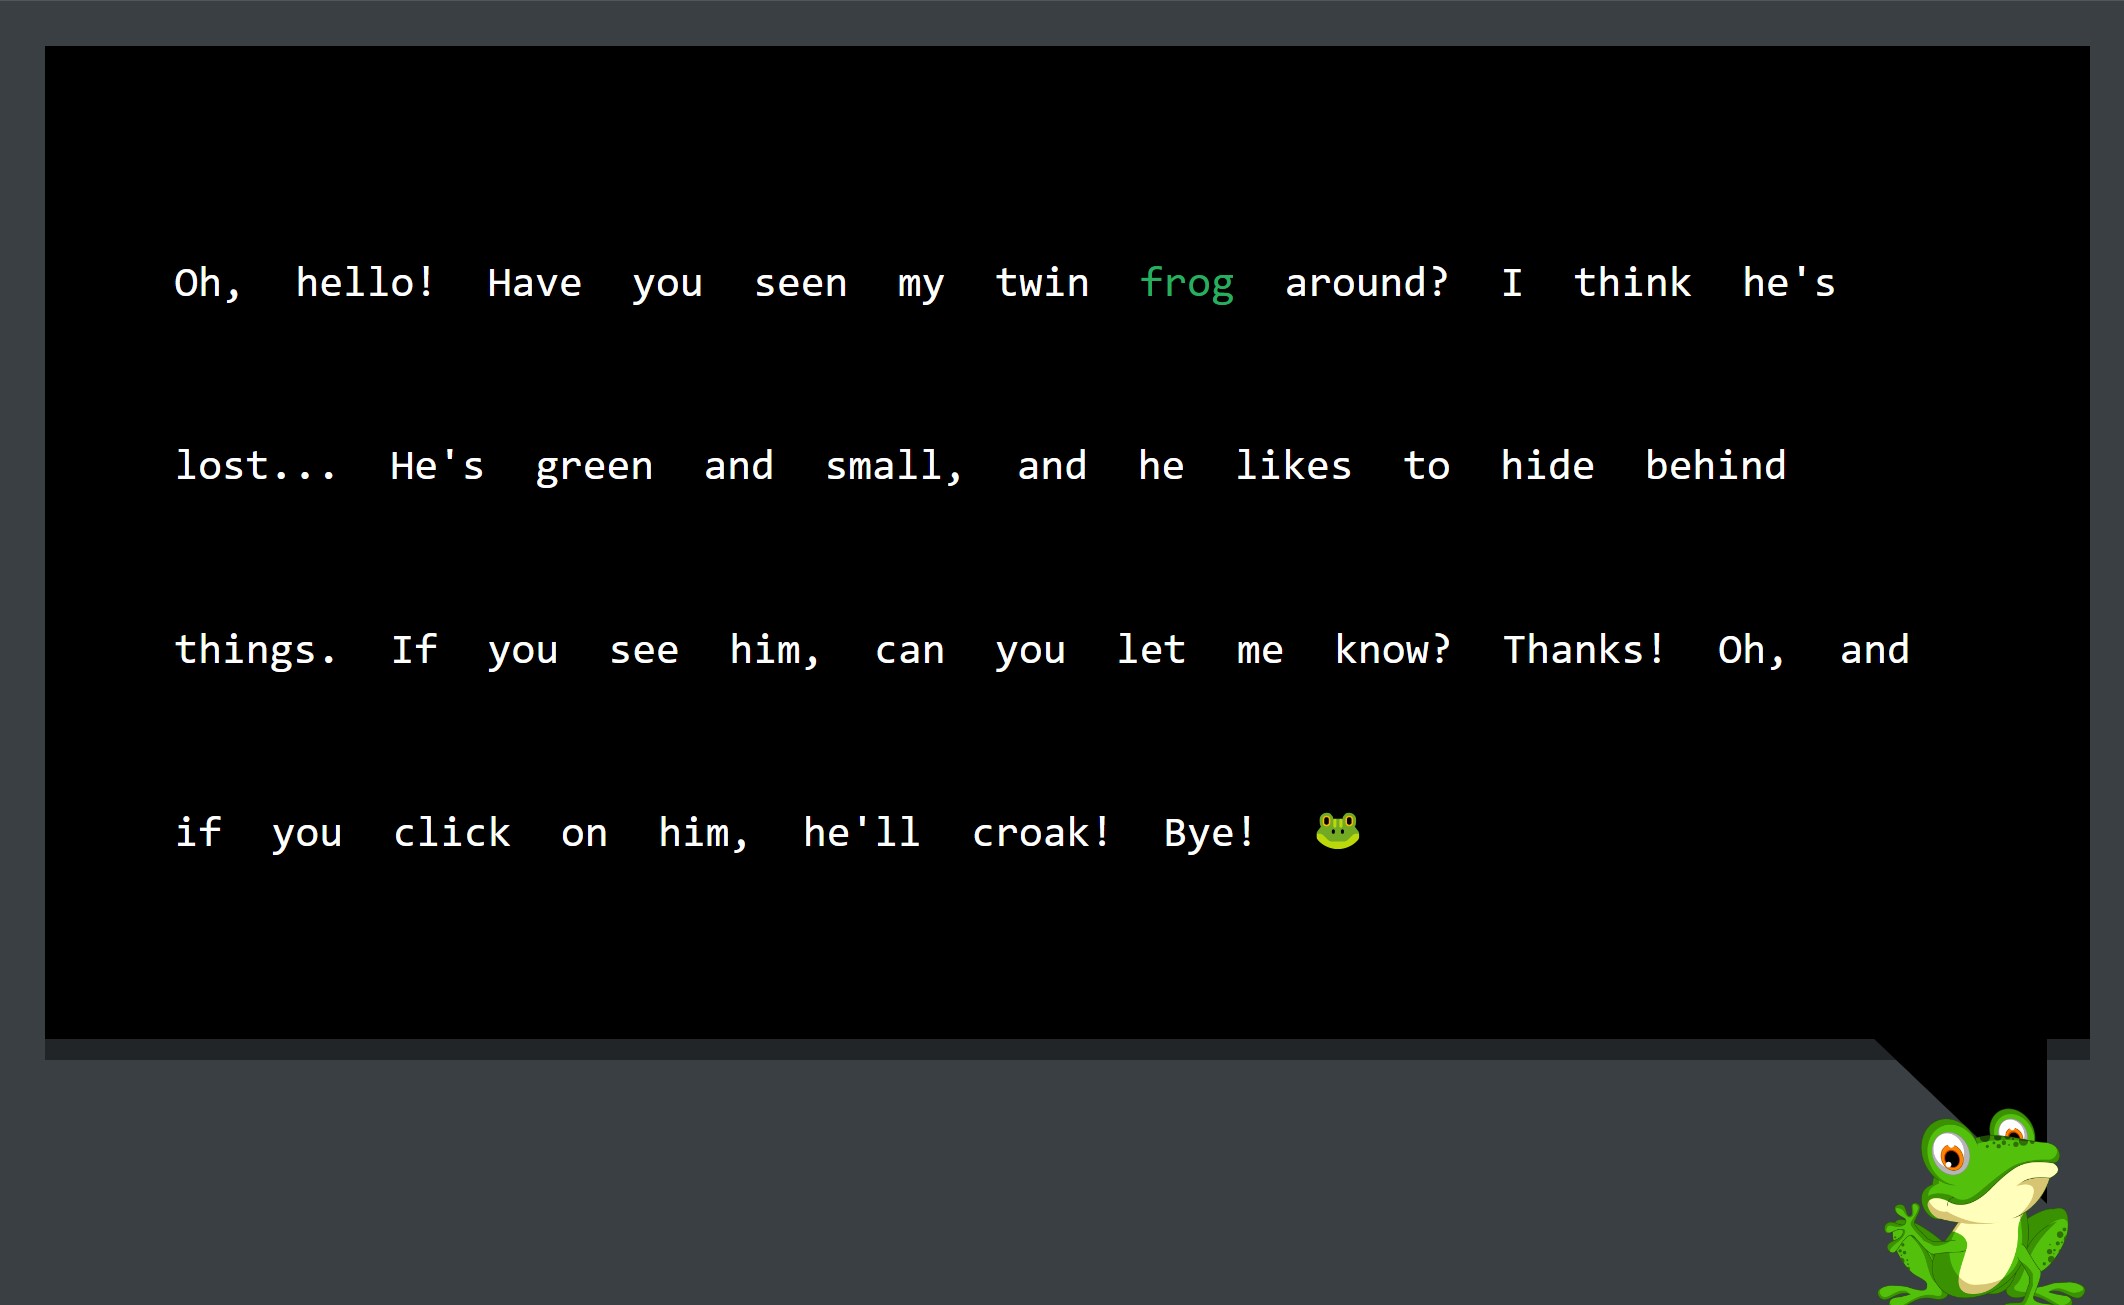 Oh, hello! Have you seen my twin frog around? I think he's
lost... He's green and small, and he likes to hide behind
things. If you see him, can you let me know? Thanks! Oh, and
if you click on him, he'll croak! Bye! 🐸